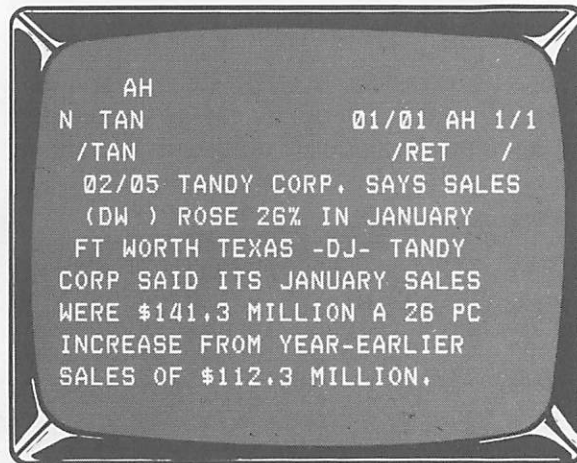 AH
N TAN 01/01 AH 1/1
/TAN /RET /
02/05 TANDY CORP. SAYS SALES
(DW ) ROSE 26% IN JANUARY
FT WORTH TEXAS -DJ- TANDY
CORP SAID ITS JANUARY SALES
WERE $141.3 MILLION A 26 PC
INCREASE FROM YEAR-EARLIER
SALES OF $112.3 MILLION.